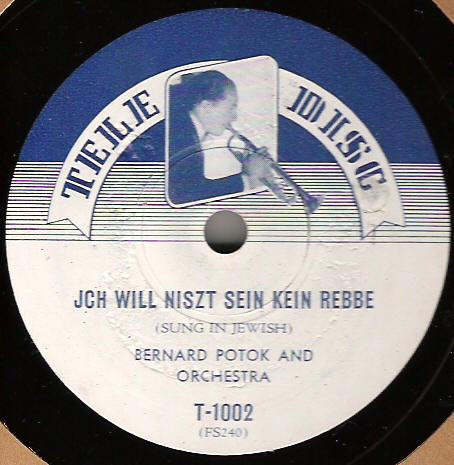 TELE DISC
JCH WILL NISZT SEIN KEIN REBBE
(SUNG IN JEWISH)
BERNARD POTOK AND
ORCHESTRA
T-1002
(FS240)